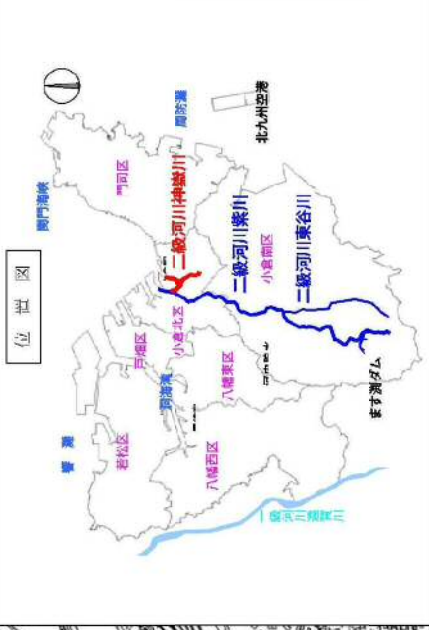 位置図
関門海峡
周防灘
門司区
北九州空港
響灘
戸畑区
二級河川神嶽川
小倉北区
二級河川紫川
若松区
洞海湾
小倉南区
八幡東区
二級河川東谷川
八幡西区
ます渕ダム
一級河川遠賀川